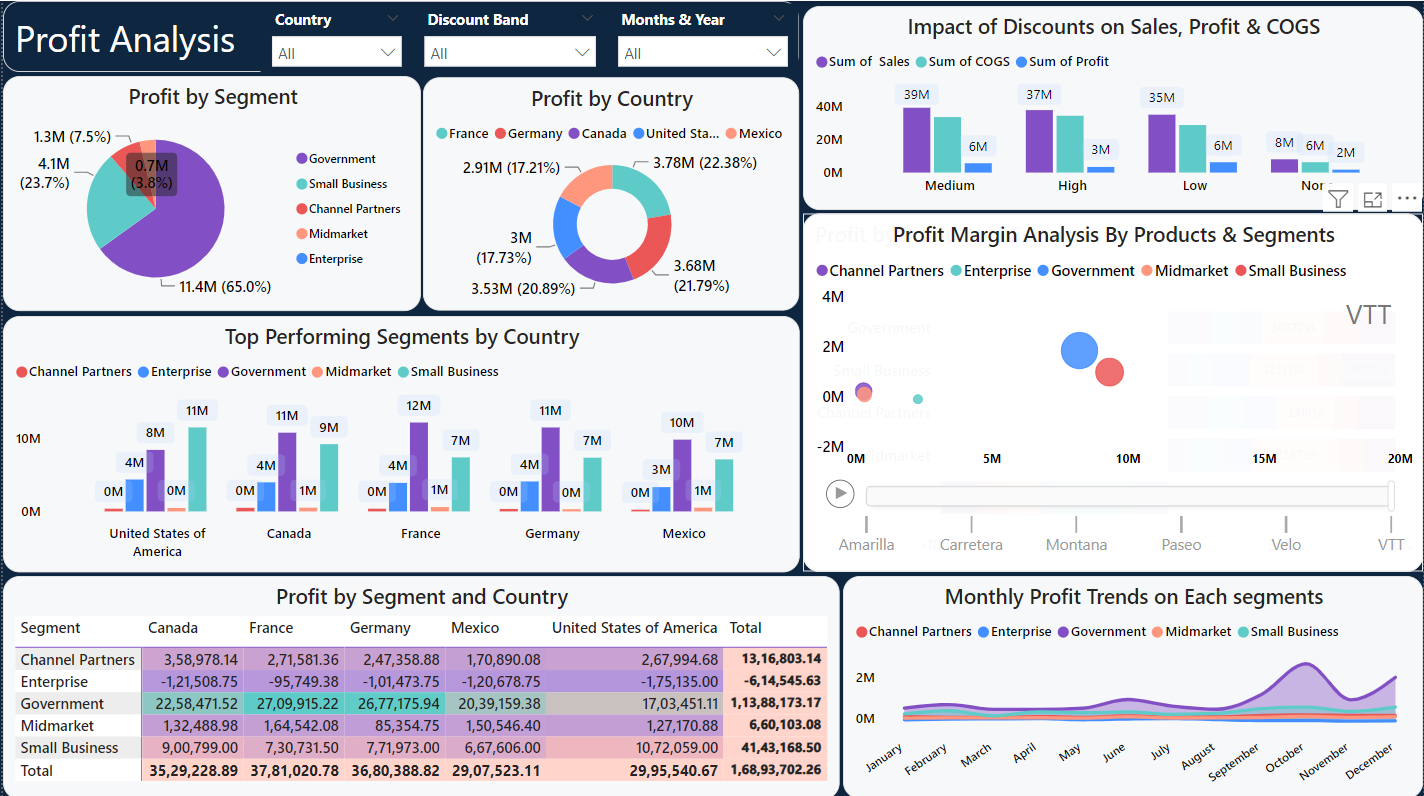 Profit Analysis
Country
All
Discount Band
All
Months & Year
All
Profit by Segment
1.3M (7.5%)
4.1M
(23.7%)
0.7M
(3.8%)
11.4M (65.0%)
Government
Small Business
Channel Partners
Midmarket
Enterprise
Profit by Country
France Germany Canada United Sta... Mexico
2.91M (17.21%)
3.78M (22.38%)
3M
(17.73%)
3.68M
(21.79%)
3.53M (20.89%)
Impact of Discounts on Sales, Profit & COGS
Sum of Sales Sum of COGS Sum of Profit
40M
20M
0M
39M
6M
37M
3M
35M
6M
8M
6M
2M
Medium High Low
Profit Margin Analysis By Products & Segments
Channel Partners Enterprise Government Midmarket Small Business
VTT
4M
2M
0M
-2M
0M 5M 10M 15M 20M
Amarilla Carretera Montana Paseo Velo VTT
Top Performing Segments by Country
Channel Partners Enterprise Government Midmarket Small Business
10M
0M
0M 4M 8M 0M 11M
0M 4M 11M 1M 9M
0M 4M 12M 1M 7M
0M 4M 11M 0M 7M
0M 3M 10M 1M 7M
United States of
America
Canada France Germany Mexico
Profit by Segment and Country
Segment Canada France Germany Mexico United States of America Total
Channel Partners 3,58,978.14 2,71,581.36 2,47,358.88 1,70,890.08 2,67,994.68 13,16,803.14
Enterprise -1,21,508.75 -95,749.38 -1,01,473.75 -1,20,678.75 -1,75,135.00 -6,14,545.63
Government 22,58,471.52 27,09,915.22 26,77,175.94 20,39,159.38 17,03,451.11 1,13,88,173.17
Midmarket 1,32,488.98 1,64,542.08 85,354.75 1,50,546.40 1,27,170.88 6,60,103.08
Small Business 9,00,799.00 7,30,731.50 7,71,973.00 6,67,606.00 10,72,059.00 41,43,168.50
Total 35,29,228.89 37,81,020.78 36,80,388.82 29,07,523.11 29,95,540.67 1,68,93,702.26
Monthly Profit Trends on Each segments
Channel Partners Enterprise Government Midmarket Small Business
2M
0M
January February March April May June July August September October November December